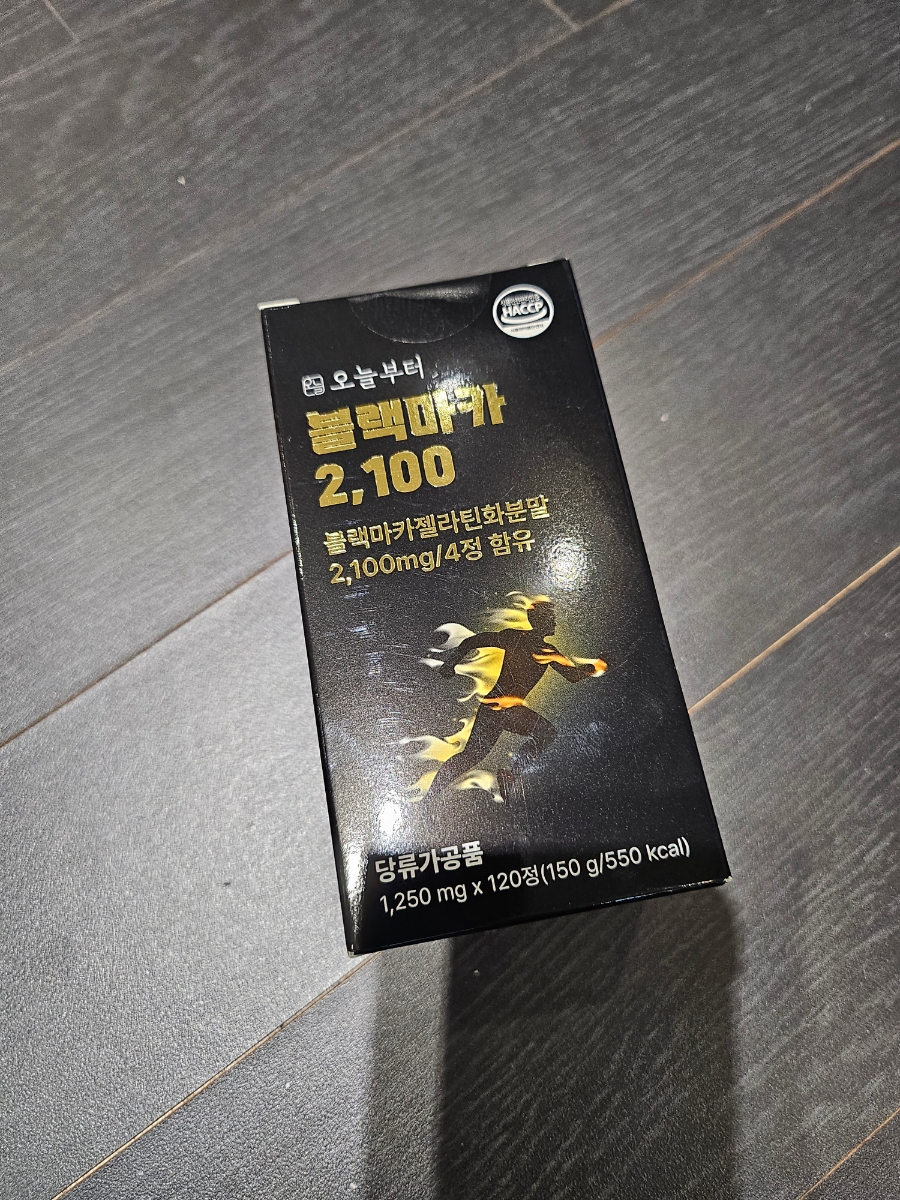 HACCP
오늘부터
블랙마카
2,100
블랙마카젤라틴화분말
2,100mg/4정 함유
당류가공품
1,250 mg x 120정(150 g/550 kcal)